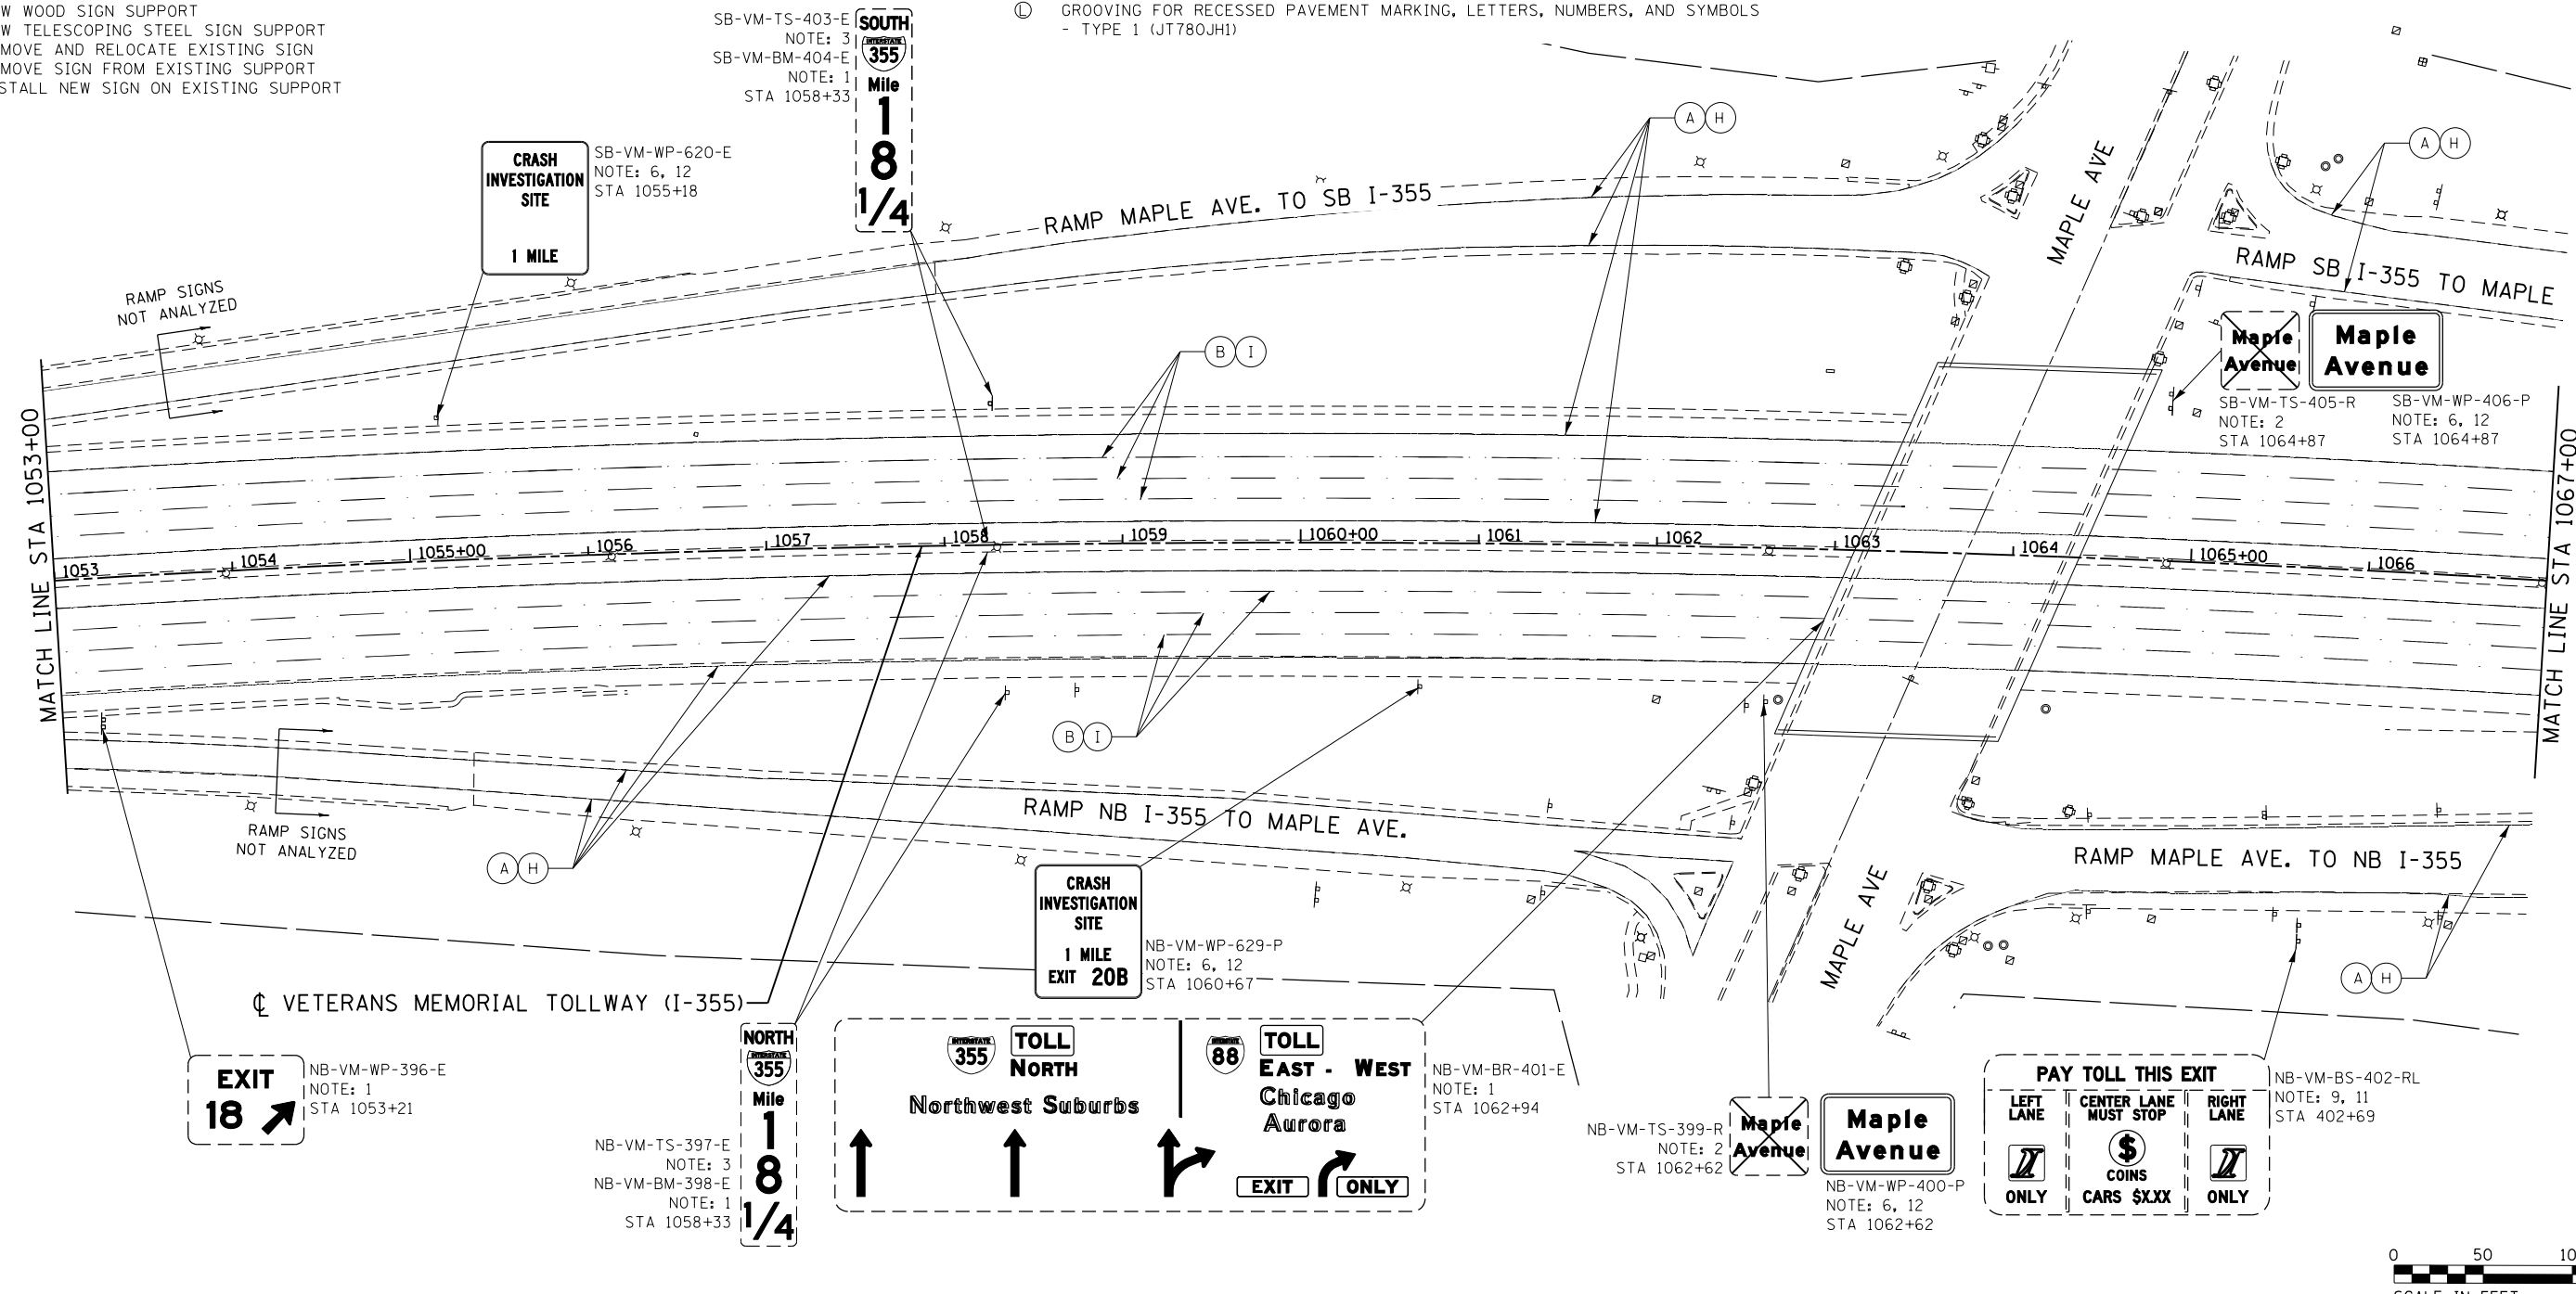 W WOOD SIGN SUPPORT
W TELESCOPING STEEL SIGN SUPPORT
MOVE AND RELOCATE EXISTING SIGN
MOVE SIGN FROM EXISTING SUPPORT
STALL NEW SIGN ON EXISTING SUPPORT
SB-VM-TS-403-E
NOTE: 3
SB-VM-BM-404-E
NOTE: 1
STA 1058+33
SOUTH
INTERSTATE
355
Mile
1
8
1/4
L GROOVING FOR RECESSED PAVEMENT MARKING, LETTERS, NUMBERS, AND SYMBOLS
- TYPE 1 (JT780JH1)
CRASH
INVESTIGATION
SITE
1 MILE
SB-VM-WP-620-E
NOTE: 6, 12
STA 1055+18
A H
A H
RAMP MAPLE AVE. TO SB I-355
MAPLE AVE
RAMP SB I-355 TO MAPLE
RAMP SIGNS
NOT ANALYZED
B I
Maple
Avenue
Maple
Avenue
SB-VM-TS-405-R
NOTE: 2
STA 1064+87
SB-VM-WP-406-P
NOTE: 6, 12
STA 1064+87
MATCH LINE STA 1053+00
MATCH LINE STA 1067+00
1053 1054 1055+00 1056 1057 1058 1059 1060+00 1061 1062 1063 1064 1065+00 1066
B I
RAMP SIGNS
NOT ANALYZED
A H
RAMP NB I-355 TO MAPLE AVE.
RAMP MAPLE AVE. TO NB I-355
MAPLE AVE
A H
CRASH
INVESTIGATION
SITE
1 MILE
EXIT 20B
NB-VM-WP-629-P
NOTE: 6, 12
STA 1060+67
℄ VETERANS MEMORIAL TOLLWAY (I-355)
EXIT
18
NB-VM-WP-396-E
NOTE: 1
STA 1053+21
NB-VM-TS-397-E
NOTE: 3
NB-VM-BM-398-E
NOTE: 1
STA 1058+33
NORTH
INTERSTATE
355
Mile
1
8
1/4
INTERSTATE
355
TOLL
NORTH
Northwest Suburbs
INTERSTATE
88
TOLL
EAST - WEST
Chicago
Aurora
EXIT ONLY
NB-VM-BR-401-E
NOTE: 1
STA 1062+94
NB-VM-TS-399-R
NOTE: 2
STA 1062+62
Maple
Avenue
Maple
Avenue
NB-VM-WP-400-P
NOTE: 6, 12
STA 1062+62
PAY TOLL THIS EXIT
LEFT
LANE
ONLY
CENTER LANE
MUST STOP
$
COINS
CARS $X.XX
RIGHT
LANE
ONLY
NB-VM-BS-402-RL
NOTE: 9, 11
STA 402+69
0 50 10